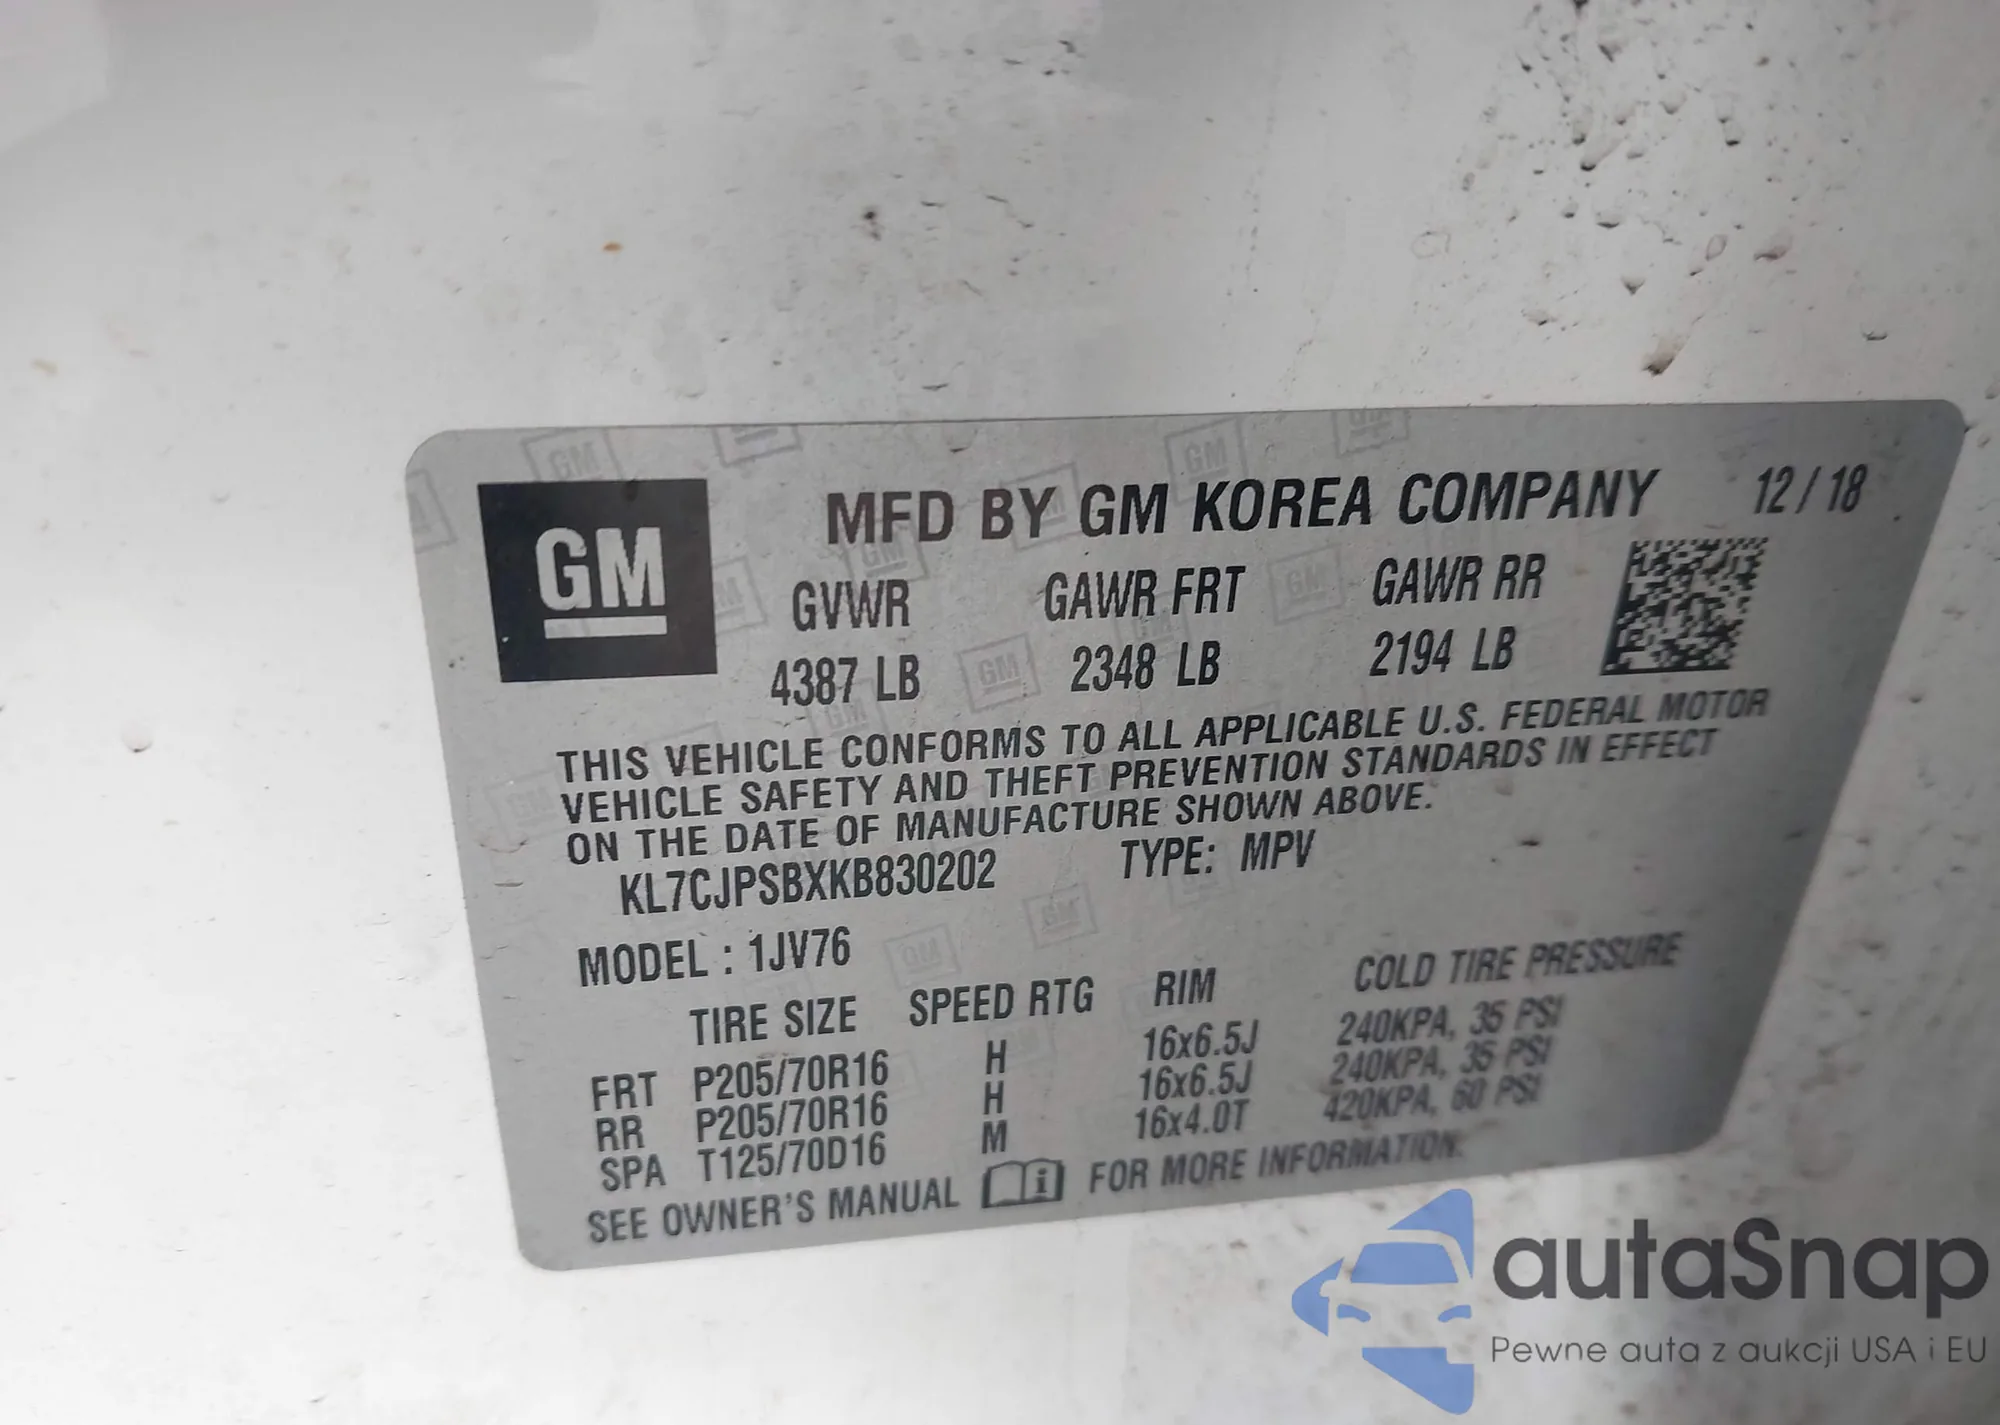 GM
MFD BY GM KOREA COMPANY 12/18
GVWR GAWR FRT GAWR RR
4387 LB 2348 LB 2194 LB
THIS VEHICLE CONFORMS TO ALL APPLICABLE U.S. FEDERAL MOTOR
VEHICLE SAFETY AND THEFT PREVENTION STANDARDS IN EFFECT
ON THE DATE OF MANUFACTURE SHOWN ABOVE.
KL7CJPSBXKB830202 TYPE: MPV
MODEL : 1JV76
TIRE SIZE SPEED RTG RIM COLD TIRE PRESSURE
FRT P205/70R16 H 16x6.5J 240KPA, 35 PSI
RR P205/70R16 H 16x6.5J 240KPA, 35 PSI
SPA T125/70D16 M 16x4.0T 420KPA, 60 PSI
SEE OWNER'S MANUAL i FOR MORE INFORMATION.
autaSnap
Pewne auta z aukcji USA i EU